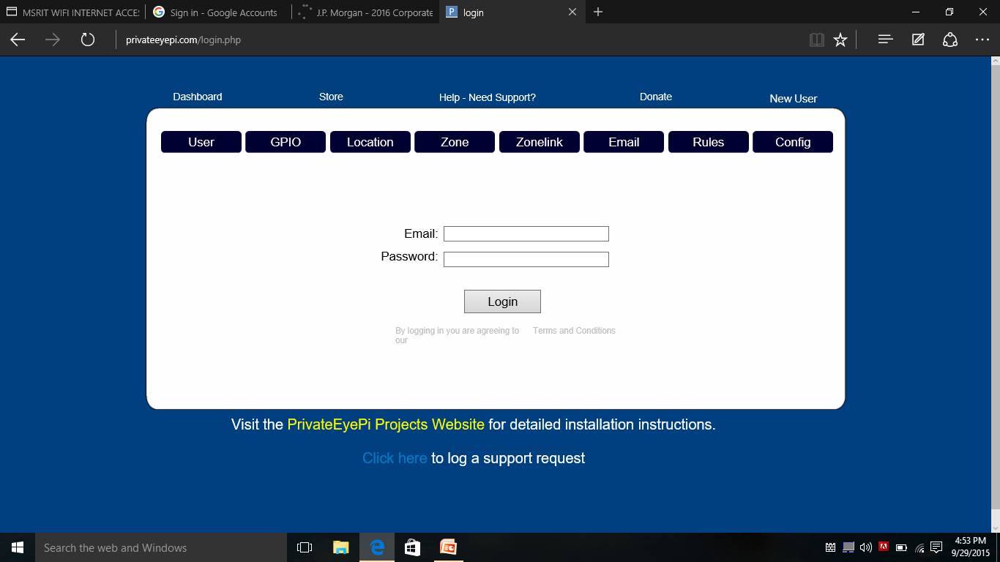 MSRIT WIFI INTERNET ACCES
Sign in - Google Accounts
J.P. Morgan - 2016 Corporate
P login
privateeyepi.com/login.php
Dashboard Store Help - Need Support? Donate New User
User GPIO Location Zone Zonelink Email Rules Config
Email:
Password:
Login
By logging in you are agreeing to Terms and Conditions
our
Visit the PrivateEyePi Projects Website for detailed installation instructions.
Click here to log a support request
Search the web and Windows
4:53 PM
9/29/2015